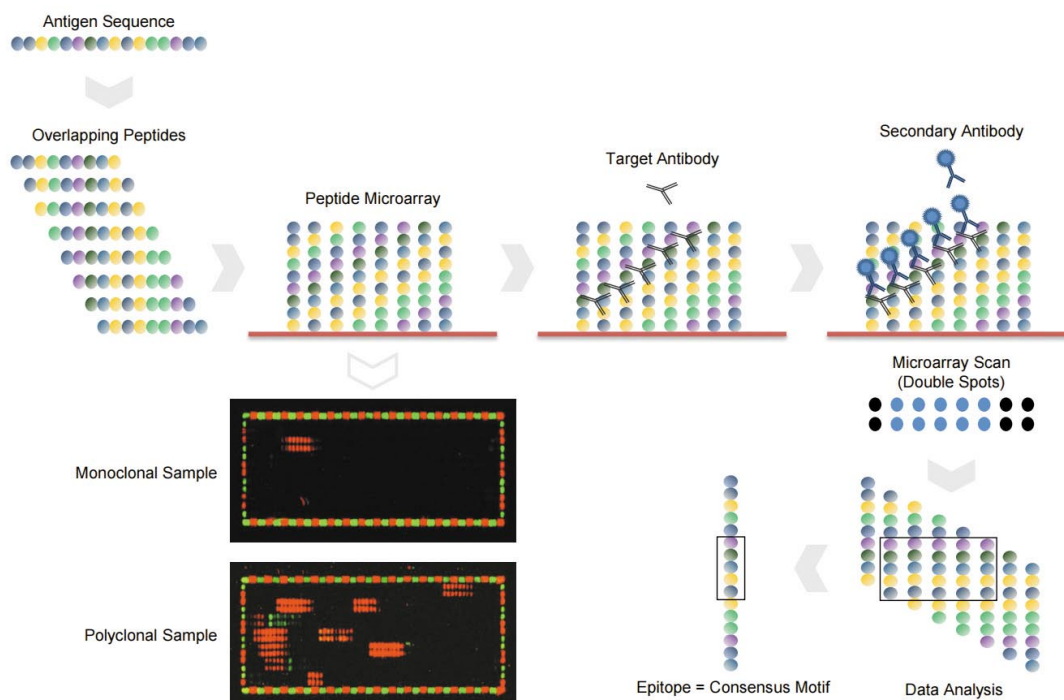 Antigen Sequence
Overlapping Peptides
Peptide Microarray
Target Antibody
Secondary Antibody
Microarray Scan
(Double Spots)
Monoclonal Sample
Polyclonal Sample
Epitope = Consensus Motif
Data Analysis